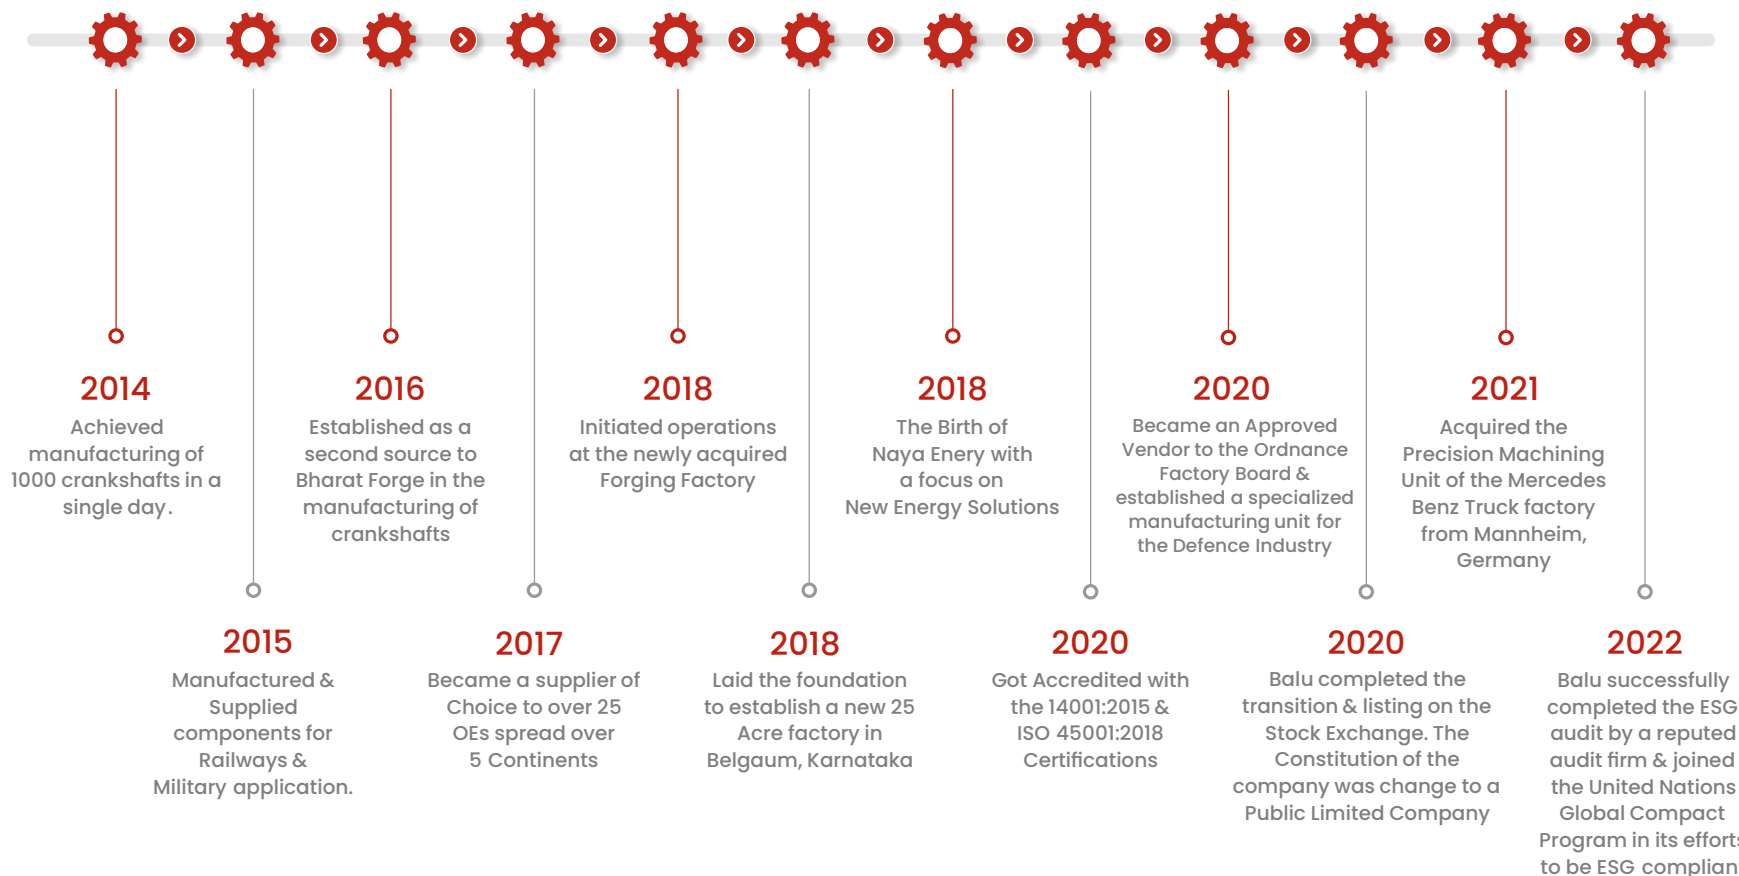 2014
Achieved
manufacturing of
1000 crankshafts in a
single day.
2015
Manufactured &
Supplied
components for
Railways &
Military application.
2016
Established as a
second source to
Bharat Forge in the
manufacturing of
crankshafts
2017
Became a supplier of
Choice to over 25
OEs spread over
5 Continents
2018
Initiated operations
at the newly acquired
Forging Factory
2018
Laid the foundation
to establish a new 25
Acre factory in
Belgaum, Karnataka
2018
The Birth of
Naya Enery with
a focus on
New Energy Solutions
2020
Got Accredited with
the 14001:2015 &
ISO 45001:2018
Certifications
2020
Became an Approved
Vendor to the Ordnance
Factory Board &
established a specialized
manufacturing unit for
the Defence Industry
2020
Balu completed the
transition & listing on the
Stock Exchange. The
Constitution of the
company was change to a
Public Limited Company
2021
Acquired the
Precision Machining
Unit of the Mercedes
Benz Truck factory
from Mannheim,
Germany
2022
Balu successfully
completed the ESG
audit by a reputed
audit firm & joined
the United Nations
Global Compact
Program in its efforts
to be ESG compliant